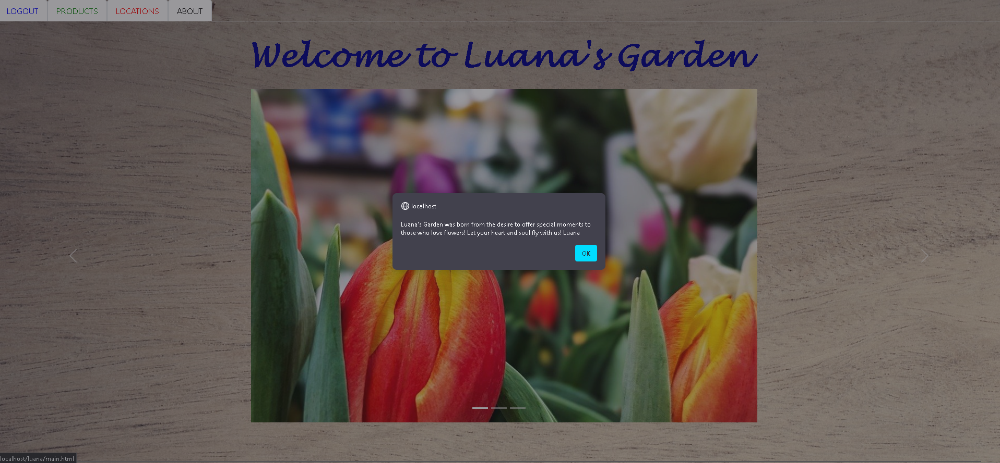 LOGOUT PRODUCTS LOCATIONS ABOUT
Welcome to Luana's Garden
localhost
Luana's Garden was born from the desire to offer special moments to
those who love flowers! Let your heart and soul fly with us! Luana
OK
localhost/luana/main.html